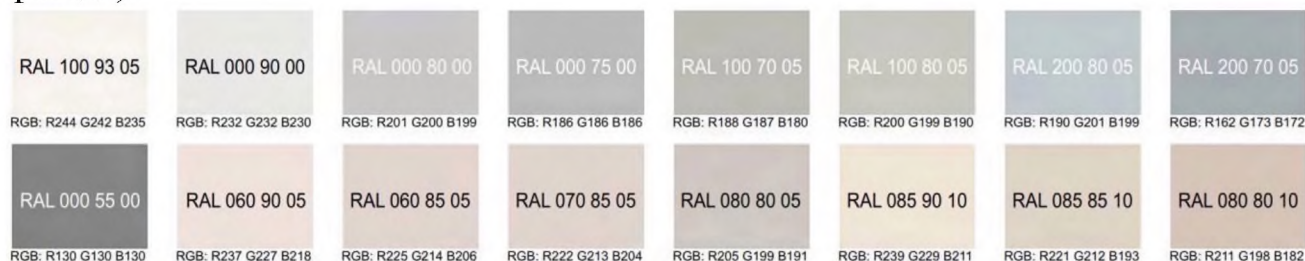 RAL 100 93 05 RAL 000 90 00 RAL 000 80 00 RAL 000 75 00 RAL 100 70 05 RAL 100 80 05 RAL 200 80 05 RAL 200 70 05
RGB: R244 G242 B235 RGB: R232 G232 B230 RGB: R201 G200 B199 RGB: R186 G186 B186 RGB: R188 G187 B180 RGB: R200 G199 B190 RGB: R190 G201 B199 RGB: R162 G173 B172
RAL 000 55 00 RAL 060 90 05 RAL 060 85 05 RAL 070 85 05 RAL 080 80 05 RAL 085 90 10 RAL 085 85 10 RAL 080 80 10
RGB: R130 G130 B130 RGB: R237 G227 B218 RGB: R225 G214 B206 RGB: R222 G213 B204 RGB: R205 G199 B191 RGB: R239 G229 B211 RGB: R221 G212 B193 RGB: R211 G198 B182